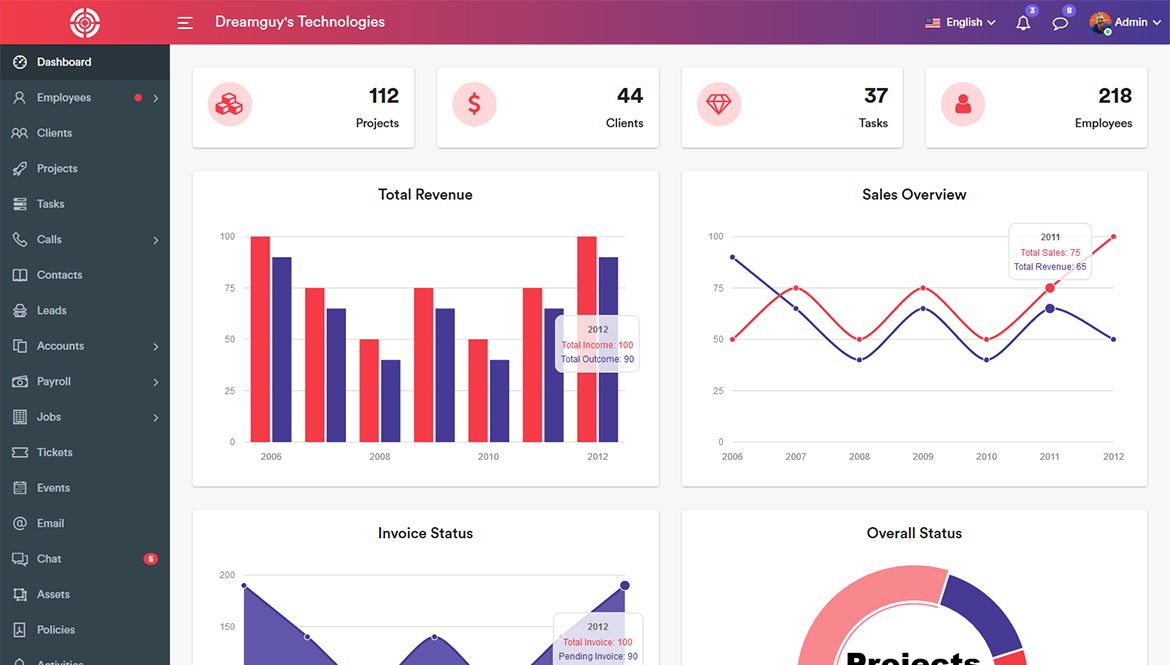 Dreamguy's Technologies
English
3
8
Admin
Dashboard
Employees
Clients
Projects
Tasks
Calls
Contacts
Leads
Accounts
Payroll
Jobs
Tickets
Events
Email
Chat
5
Assets
Policies
Activities
112
Projects
44
Clients
37
Tasks
218
Employees
Total Revenue
100
75
50
25
0
2006
2008
2010
2012
2012
Total Income: 100
Total Outcome: 90
Sales Overview
100
75
50
25
0
2006
2007
2008
2009
2010
2011
2012
2011
Total Sales: 75
Total Revenue: 65
Invoice Status
200
150
2012
Total Invoice: 100
Pending Invoice: 90
Overall Status
Projects